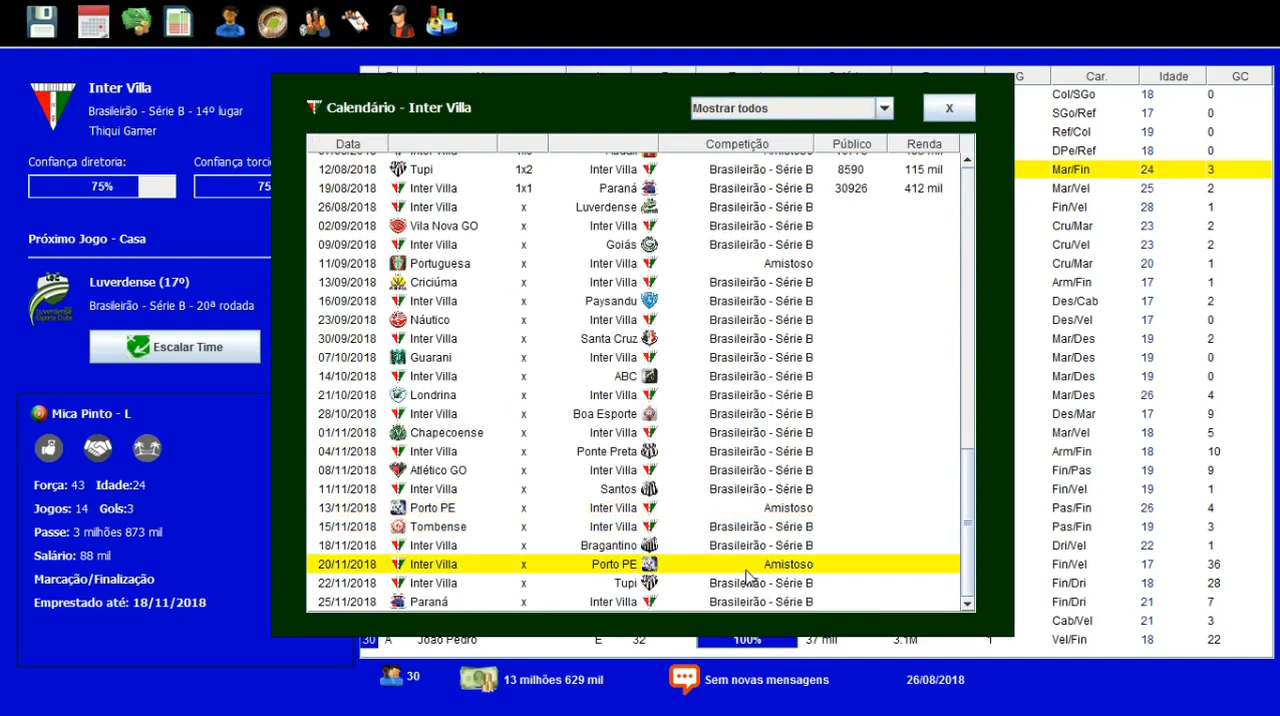 G Car. Idade GC
Inter Villa
Brasileirão - Série B - 14º lugar
Thiqui Gamer
Confiança diretoria: Confiança torcic
75% 75
Próximo Jogo - Casa
Luverdense (17º)
Brasileirão - Série B - 20ª rodada
Escalar Time
Mica Pinto - L
Força: 43 Idade:24
Jogos: 14 Gols:3
Passe: 3 milhões 873 mil
Salário: 88 mil
Marcação/Finalização
Emprestado até: 18/11/2018
Calendário - Inter Villa Mostrar todos X
Data Competição Público Renda
12/08/2018 Tupi 1x2 Inter Villa Brasileirão - Série B 8590 115 mil
19/08/2018 Inter Villa 1x1 Paraná Brasileirão - Série B 30926 412 mil
26/08/2018 Inter Villa x Luverdense Brasileirão - Série B
02/09/2018 Vila Nova GO x Inter Villa Brasileirão - Série B
09/09/2018 Inter Villa x Goiás Brasileirão - Série B
11/09/2018 Portuguesa x Inter Villa Amistoso
13/09/2018 Criciúma x Inter Villa Brasileirão - Série B
16/09/2018 Inter Villa x Paysandu Brasileirão - Série B
23/09/2018 Náutico x Inter Villa Brasileirão - Série B
30/09/2018 Inter Villa x Santa Cruz Brasileirão - Série B
07/10/2018 Guarani x Inter Villa Brasileirão - Série B
14/10/2018 Inter Villa x ABC Brasileirão - Série B
21/10/2018 Londrina x Inter Villa Brasileirão - Série B
28/10/2018 Inter Villa x Boa Esporte Brasileirão - Série B
01/11/2018 Chapecoense x Inter Villa Brasileirão - Série B
04/11/2018 Inter Villa x Ponte Preta Brasileirão - Série B
08/11/2018 Atlético GO x Inter Villa Brasileirão - Série B
11/11/2018 Inter Villa x Santos Brasileirão - Série B
13/11/2018 Porto PE x Inter Villa Amistoso
15/11/2018 Tombense x Inter Villa Brasileirão - Série B
18/11/2018 Inter Villa x Bragantino Brasileirão - Série B
20/11/2018 Inter Villa x Porto PE Amistoso
22/11/2018 Inter Villa x Tupi Brasileirão - Série B
25/11/2018 Paraná x Inter Villa Brasileirão - Série B
Col/SGo 18 0
SGo/Ref 17 0
Ref/Col 19 0
DPe/Ref 18 0
Mar/Fin 24 3
Mar/Vel 25 2
Fin/Vel 28 1
Cru/Mar 23 2
Cru/Vel 23 2
Cru/Mar 20 1
Arm/Fin 17 1
Des/Cab 17 2
Des/Vel 17 0
Mar/Des 19 2
Mar/Des 19 0
Mar/Des 19 0
Mar/Des 26 4
Des/Mar 17 9
Mar/Vel 18 5
Arm/Fin 18 10
Fin/Pas 19 9
Fin/Vel 19 1
Pas/Fin 26 4
Pas/Fin 19 3
Dri/Vel 22 1
Fin/Vel 17 36
Fin/Dri 18 28
Fin/Dri 21 7
Cab/Vel 21 3
30 A João Pedro E 32 100% 37 mil 3.1M 1 Vel/Fin 18 22
30 13 milhões 629 mil Sem novas mensagens 26/08/2018